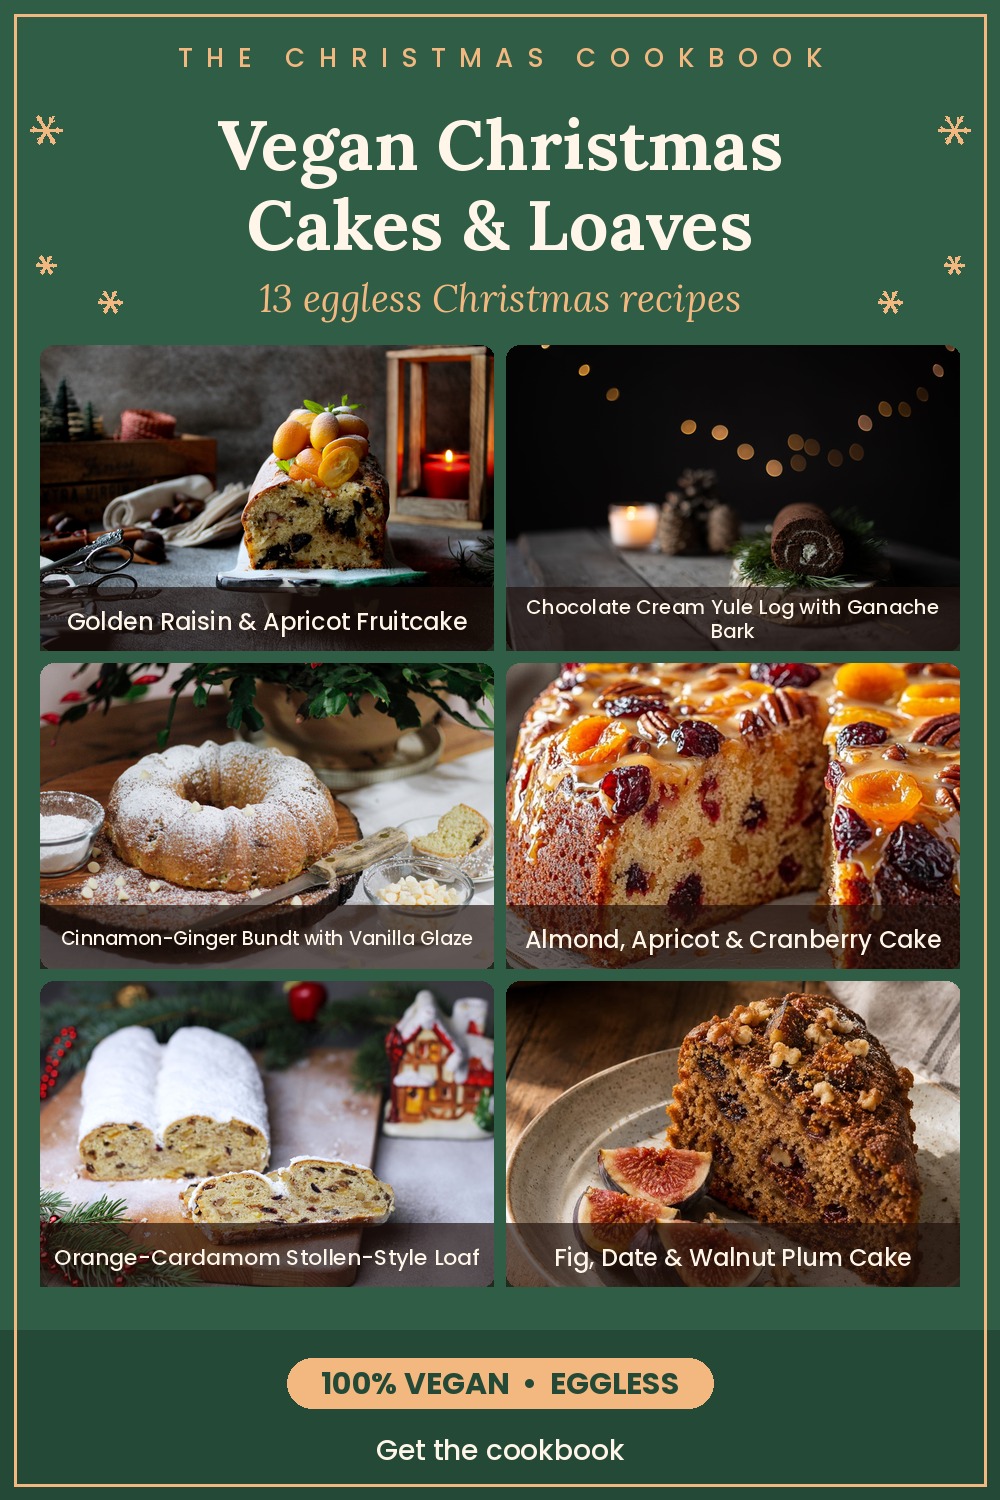 THE CHRISTMAS COOKBOOK
Vegan Christmas
Cakes & Loaves
13 eggless Christmas recipes
Golden Raisin & Apricot Fruitcake
Chocolate Cream Yule Log with Ganache
Bark
Cinnamon-Ginger Bundt with Vanilla Glaze
Almond, Apricot & Cranberry Cake
Orange-Cardamom Stollen-Style Loaf
Fig, Date & Walnut Plum Cake
100% VEGAN • EGGLESS
Get the cookbook